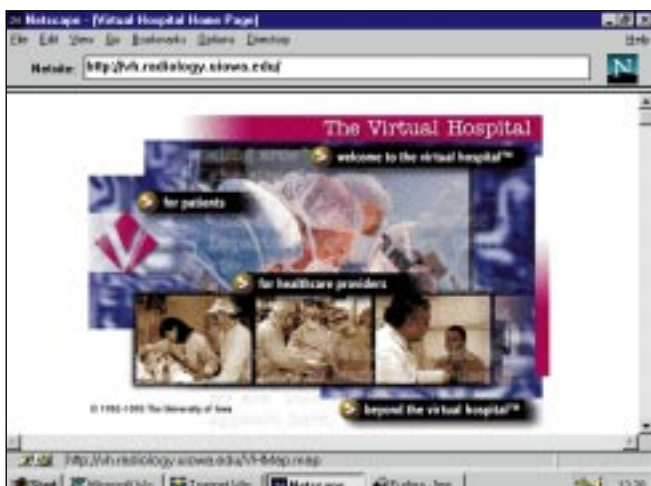 Netscape - [Virtual Hospital Home Page]
File Edit View Go Bookmarks Options Directory Help
Netsite: http://vh.radiology.uiowa.edu/
N
The Virtual Hospital
welcome to the virtual hospital™
for patients
for healthcare providers
The University of Iowa
beyond the virtual hospital™
http://vh.radiology.uiowa.edu/VHMap.map
Start Netscape